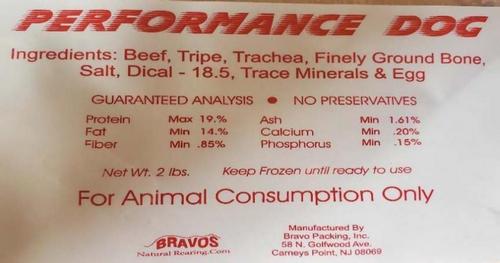 PERFORMANCE DOG
Ingredients: Beef, Tripe, Trachea, Finely Ground Bone,
Salt, Dical - 18.5, Trace Minerals & Egg
GUARANTEED ANALYSIS • NO PRESERVATIVES
Protein Max 19.% Ash Min 1.61%
Fat Min 14.% Calcium Min .20%
Fiber Min .85% Phosphorus Min .15%
Net Wt. 2 lbs. Keep Frozen until ready to use
For Animal Consumption Only
BRAVOS
Natural Rearing.Com
Manufactured By
Bravo Packing, Inc.
58 N. Golfwood Ave.
Carneys Point, NJ 08069